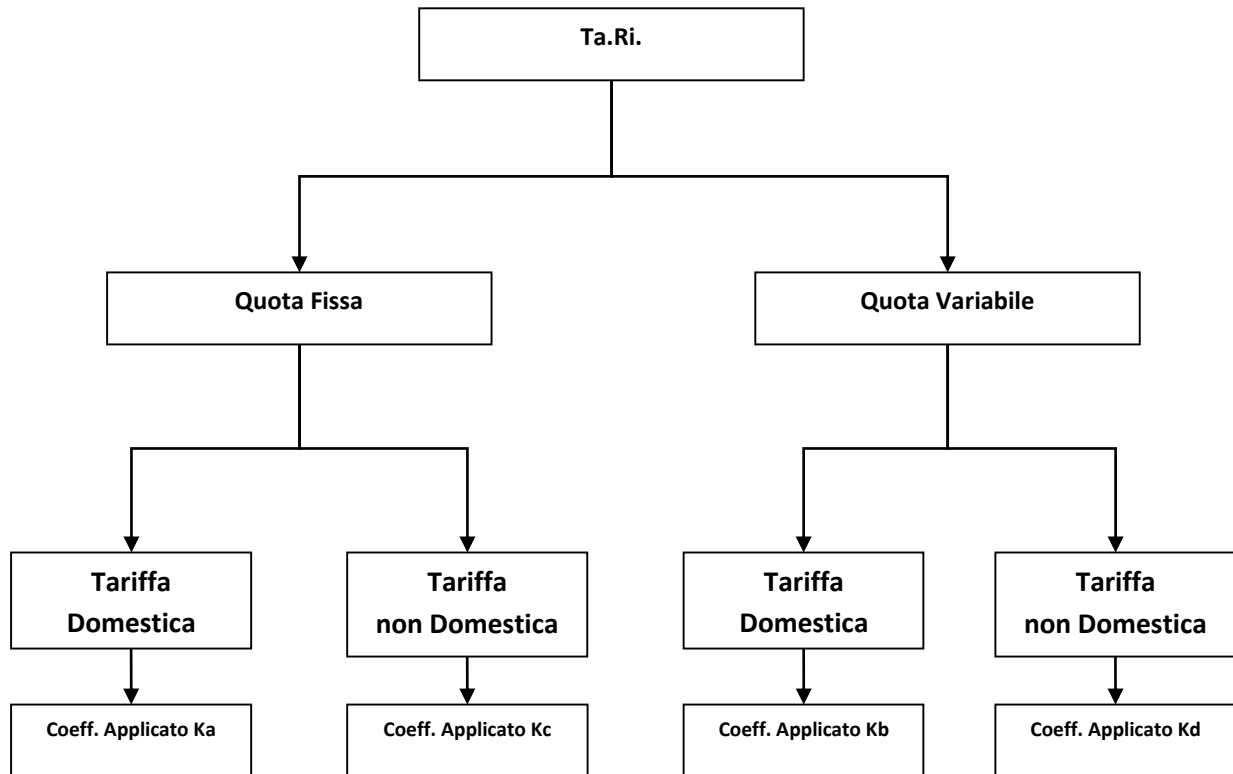 Ta.Ri.
Quota Fissa
Quota Variabile
Tariffa
Domestica
Tariffa
non Domestica
Tariffa
Domestica
Tariffa
non Domestica
Coeff. Applicato Ka
Coeff. Applicato Kc
Coeff. Applicato Kb
Coeff. Applicato Kd